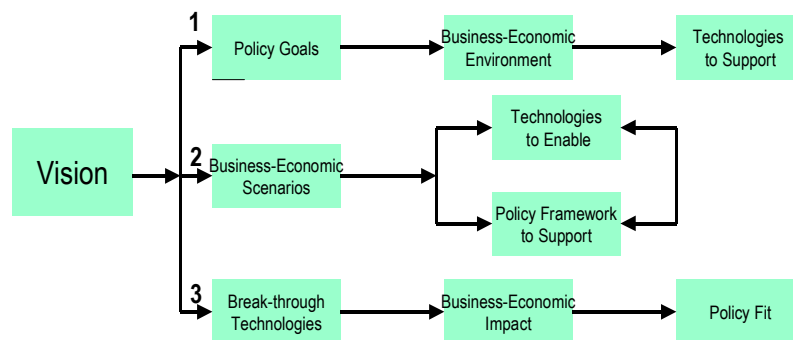 Vision
1
Policy Goals
Business-Economic
Environment
Technologies
to Support
2
Business-Economic
Scenarios
Technologies
to Enable
Policy Framework
to Support
3
Break-through
Technologies
Business-Economic
Impact
Policy Fit